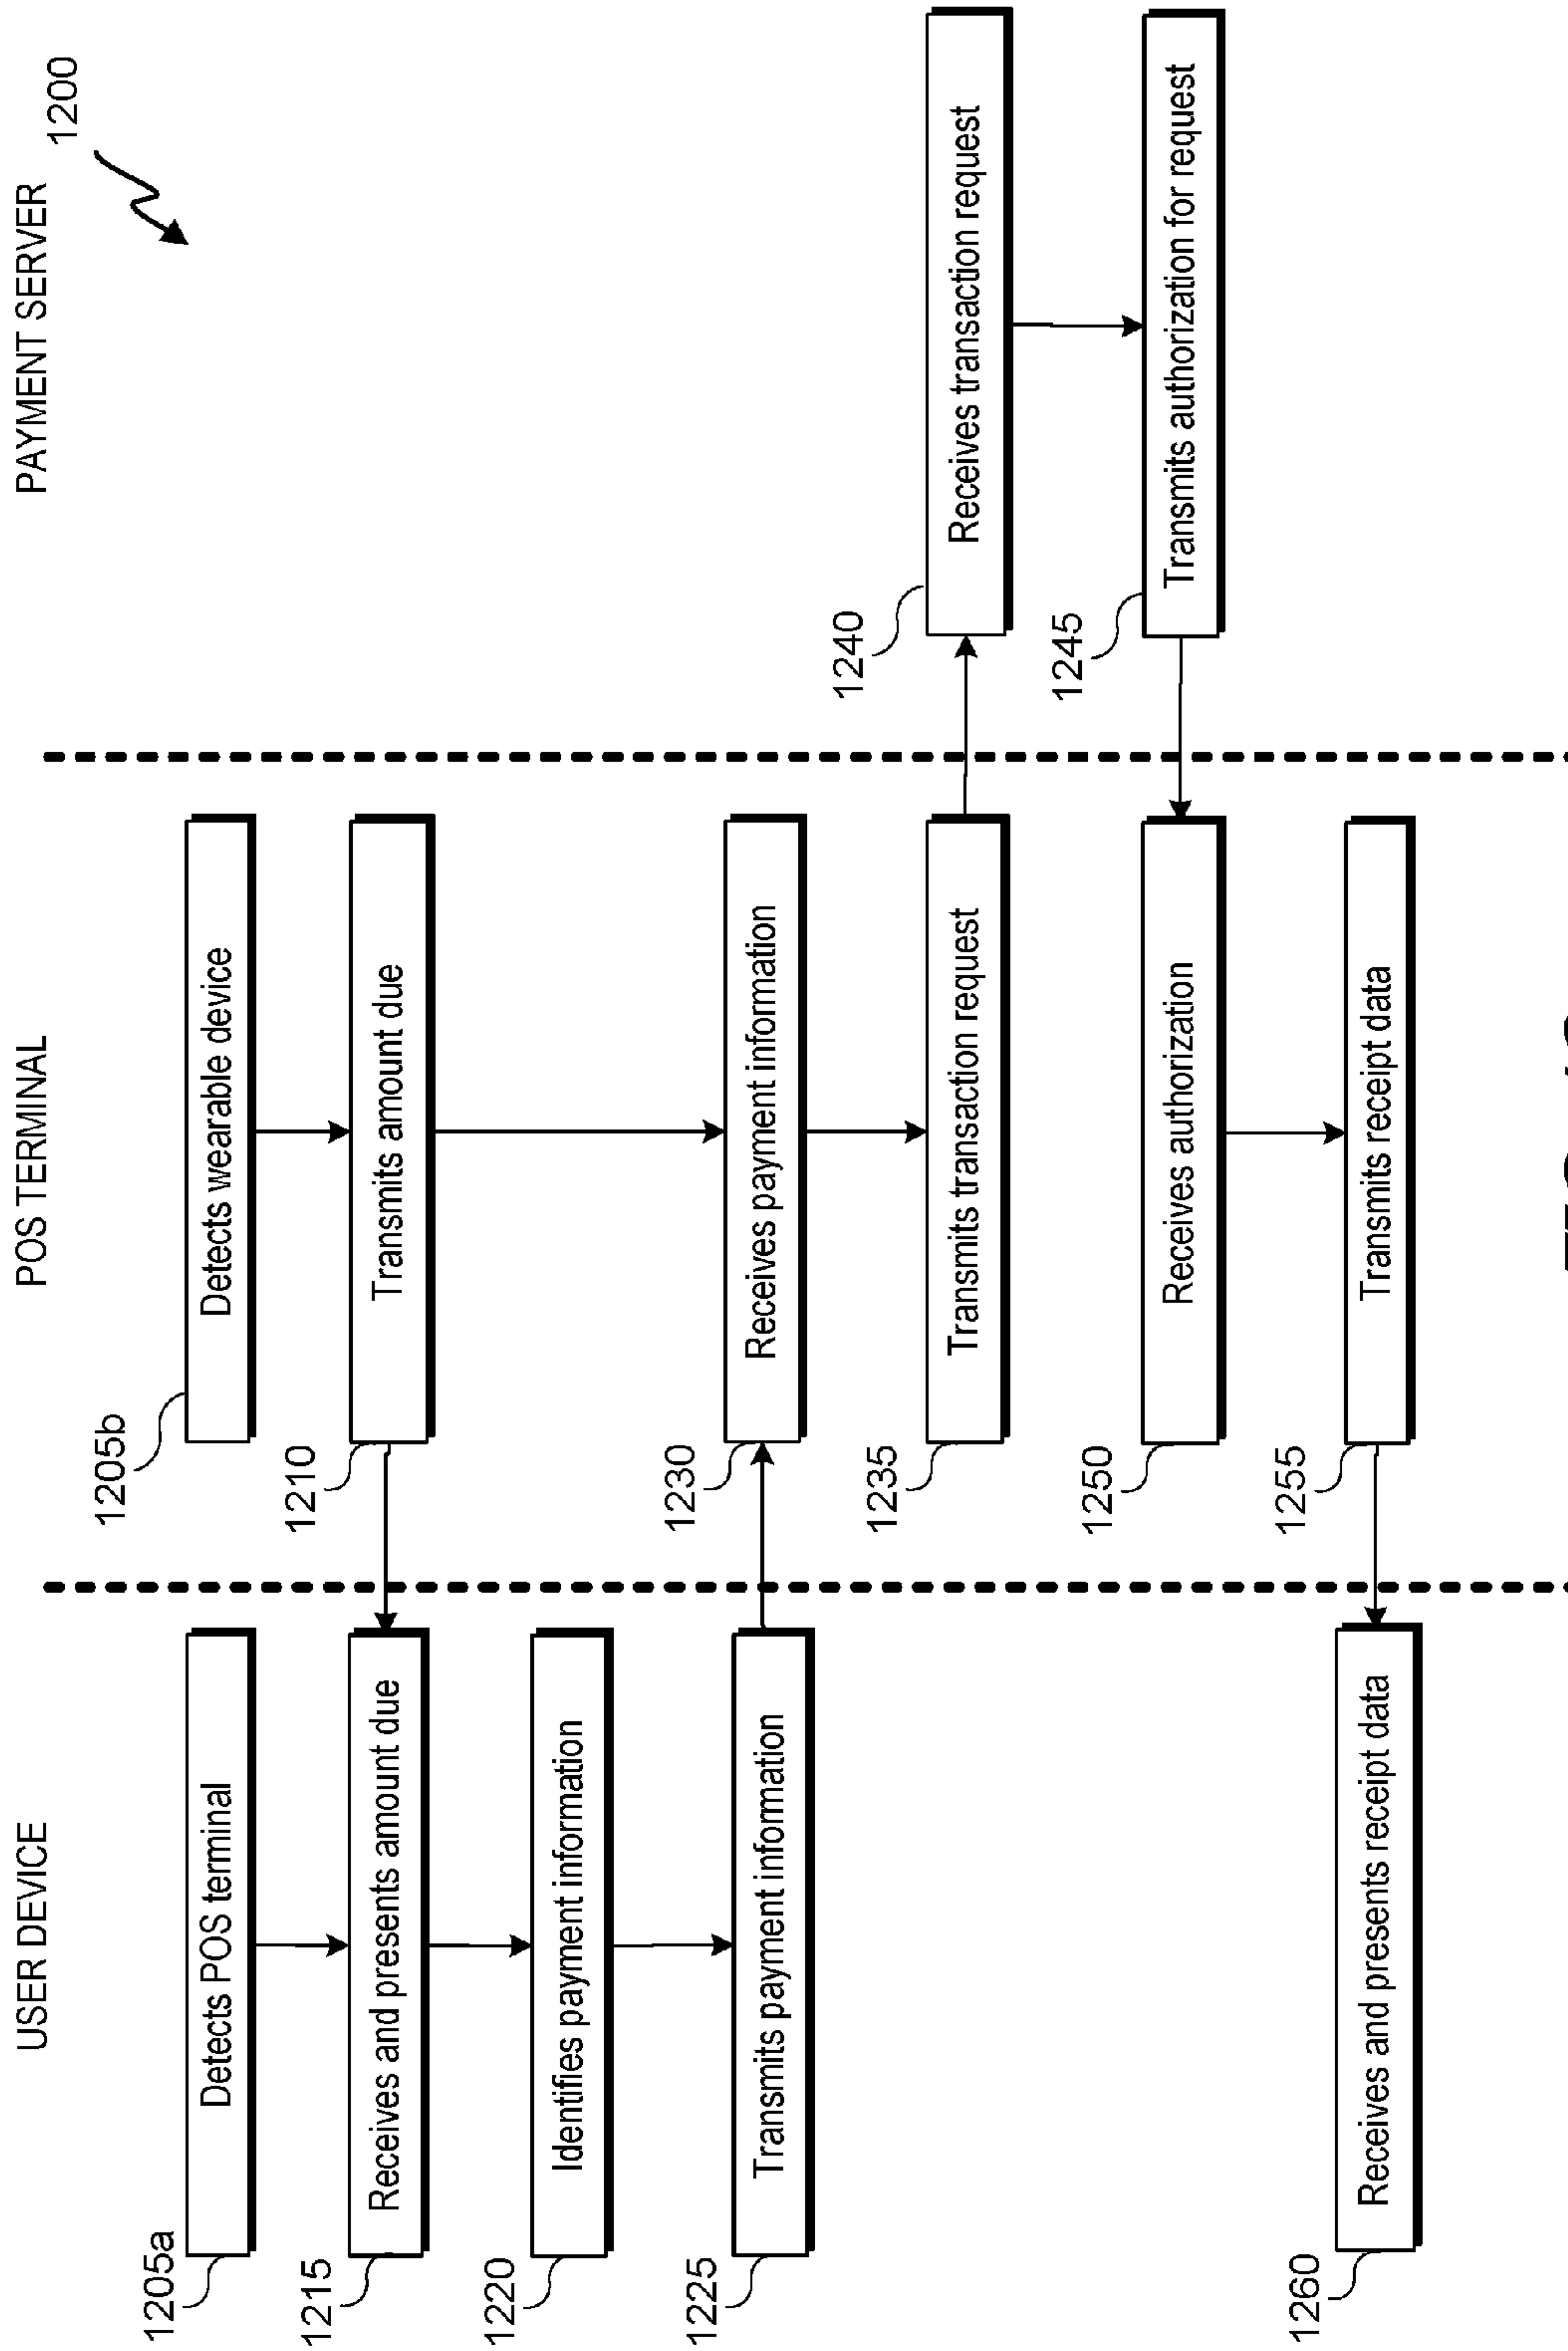 USER DEVICE
POS TERMINAL
PAYMENT SERVER
1200
1205a
Detects POS terminal
1205b
Detects wearable device
1210
Transmits amount due
1215
Receives and presents amount due
1220
Identifies payment information
1225
Transmits payment information
1230
Receives payment information
1235
Transmits transaction request
1240
Receives transaction request
1245
Transmits authorization for request
1250
Receives authorization
1255
Transmits receipt data
1260
Receives and presents receipt data